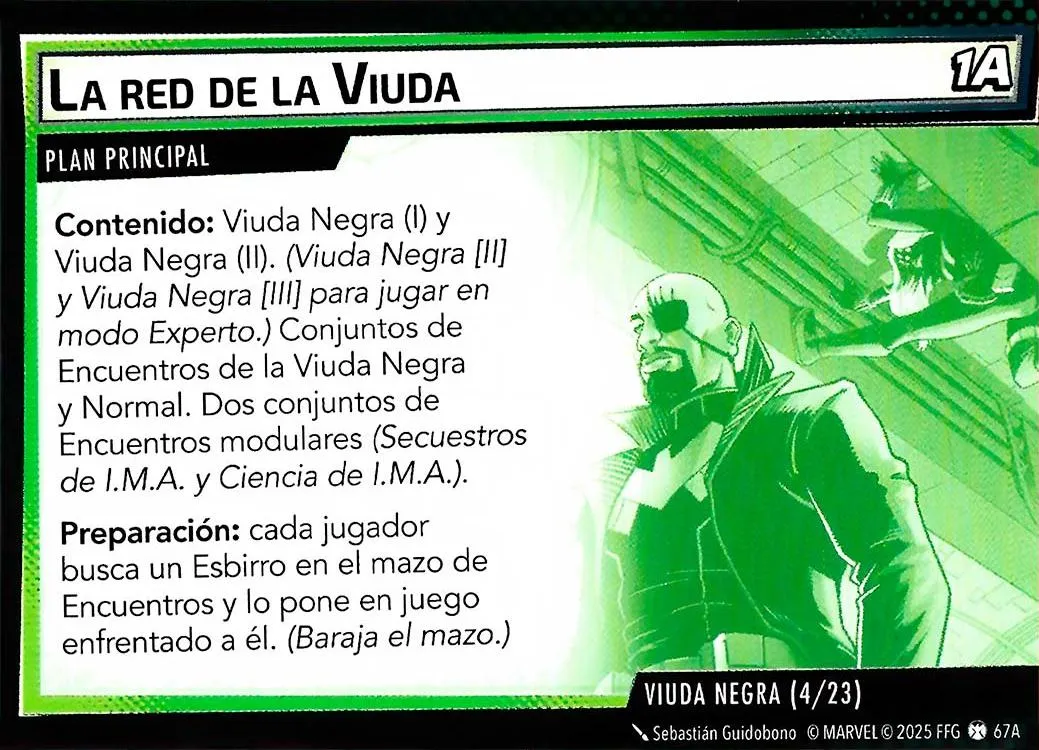 La red de la Viuda
1A
Plan principal
Contenido: Viuda Negra (I) y
Viuda Negra (II). (Viuda Negra [II]
y Viuda Negra [III] para jugar en
modo Experto.) Conjuntos de
Encuentros de la Viuda Negra
y Normal. Dos conjuntos de
Encuentros modulares (Secuestros
de I.M.A. y Ciencia de I.M.A.).
Preparación: cada jugador
busca un Esbirro en el mazo de
Encuentros y lo pone en juego
enfrentado a él. (Baraja el mazo.)
Viuda Negra (4/23)
Sebastián Guidobono © MARVEL © 2025 FFG 67A